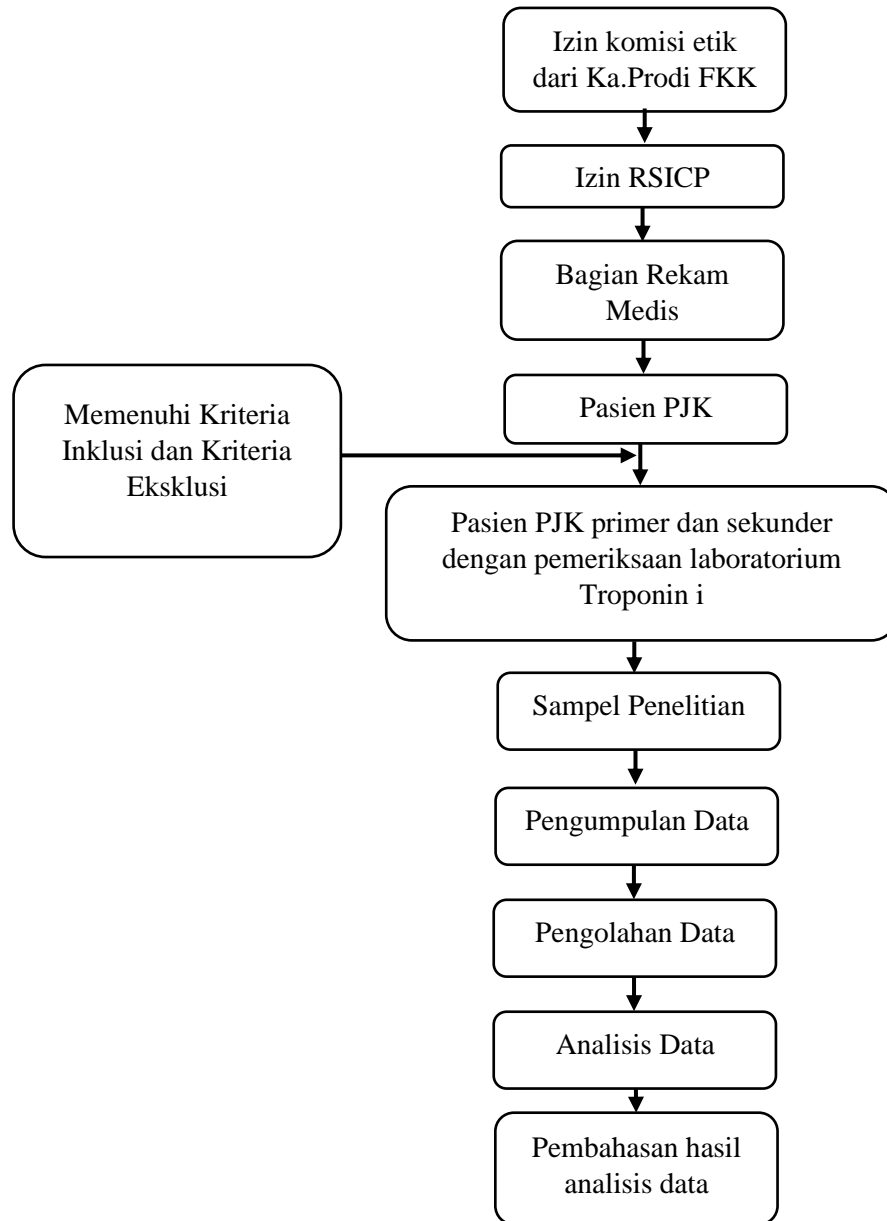 Izin komisi etik
dari Ka.Prodi FKK
Izin RSICP
Bagian Rekam
Medis
Pasien PJK
Memenuhi Kriteria
Inklusi dan Kriteria
Eksklusi
Pasien PJK primer dan sekunder
dengan pemeriksaan laboratorium
Troponin i
Sampel Penelitian
Pengumpulan Data
Pengolahan Data
Analisis Data
Pembahasan hasil
analisis data